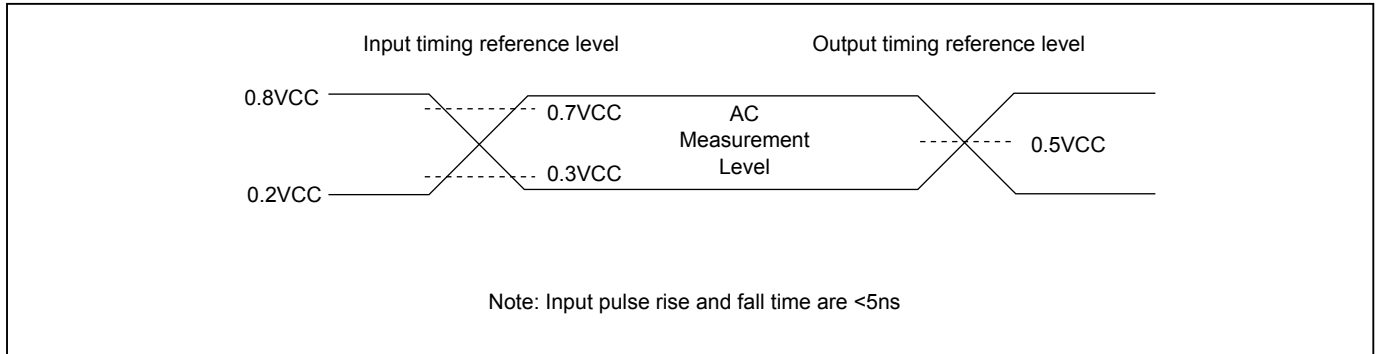 Input timing reference level
Output timing reference level
0.8VCC
0.7VCC
AC
Measurement
Level
0.5VCC
0.3VCC
0.2VCC
Note: Input pulse rise and fall time are <5ns